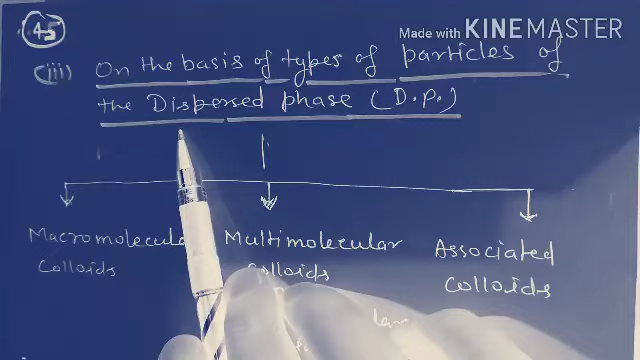 45
Made with KINEMASTER
(iii) On the basis of types of particles of
the Dispersed phase (D.P.)
Macromolecular Multimolecular Associated
Colloids Colloids Colloids